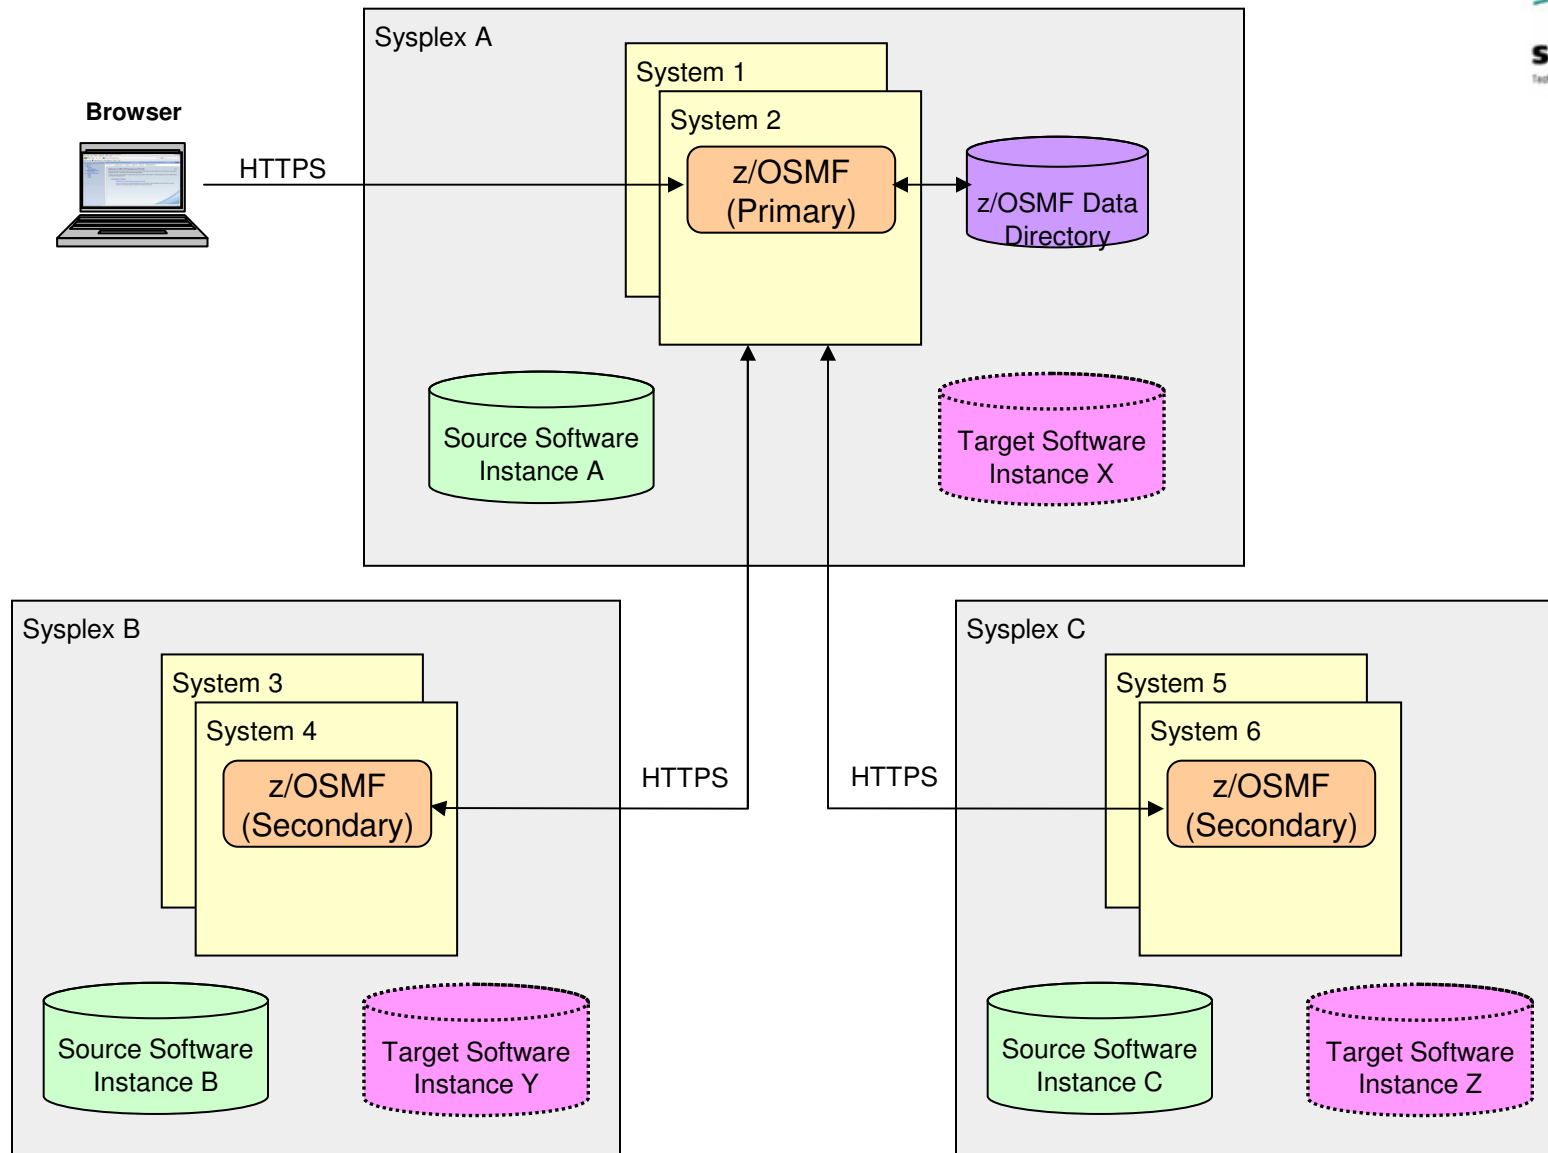 Sysplex A
System 1
System 2
Browser
HTTPS
z/OSMF
(Primary)
z/OSMF Data
Directory
Source Software
Instance A
Target Software
Instance X
Sysplex B
System 3
System 4
z/OSMF
(Secondary)
HTTPS
Source Software
Instance B
Target Software
Instance Y
Sysplex C
System 5
System 6
HTTPS
z/OSMF
(Secondary)
Source Software
Instance C
Target Software
Instance Z